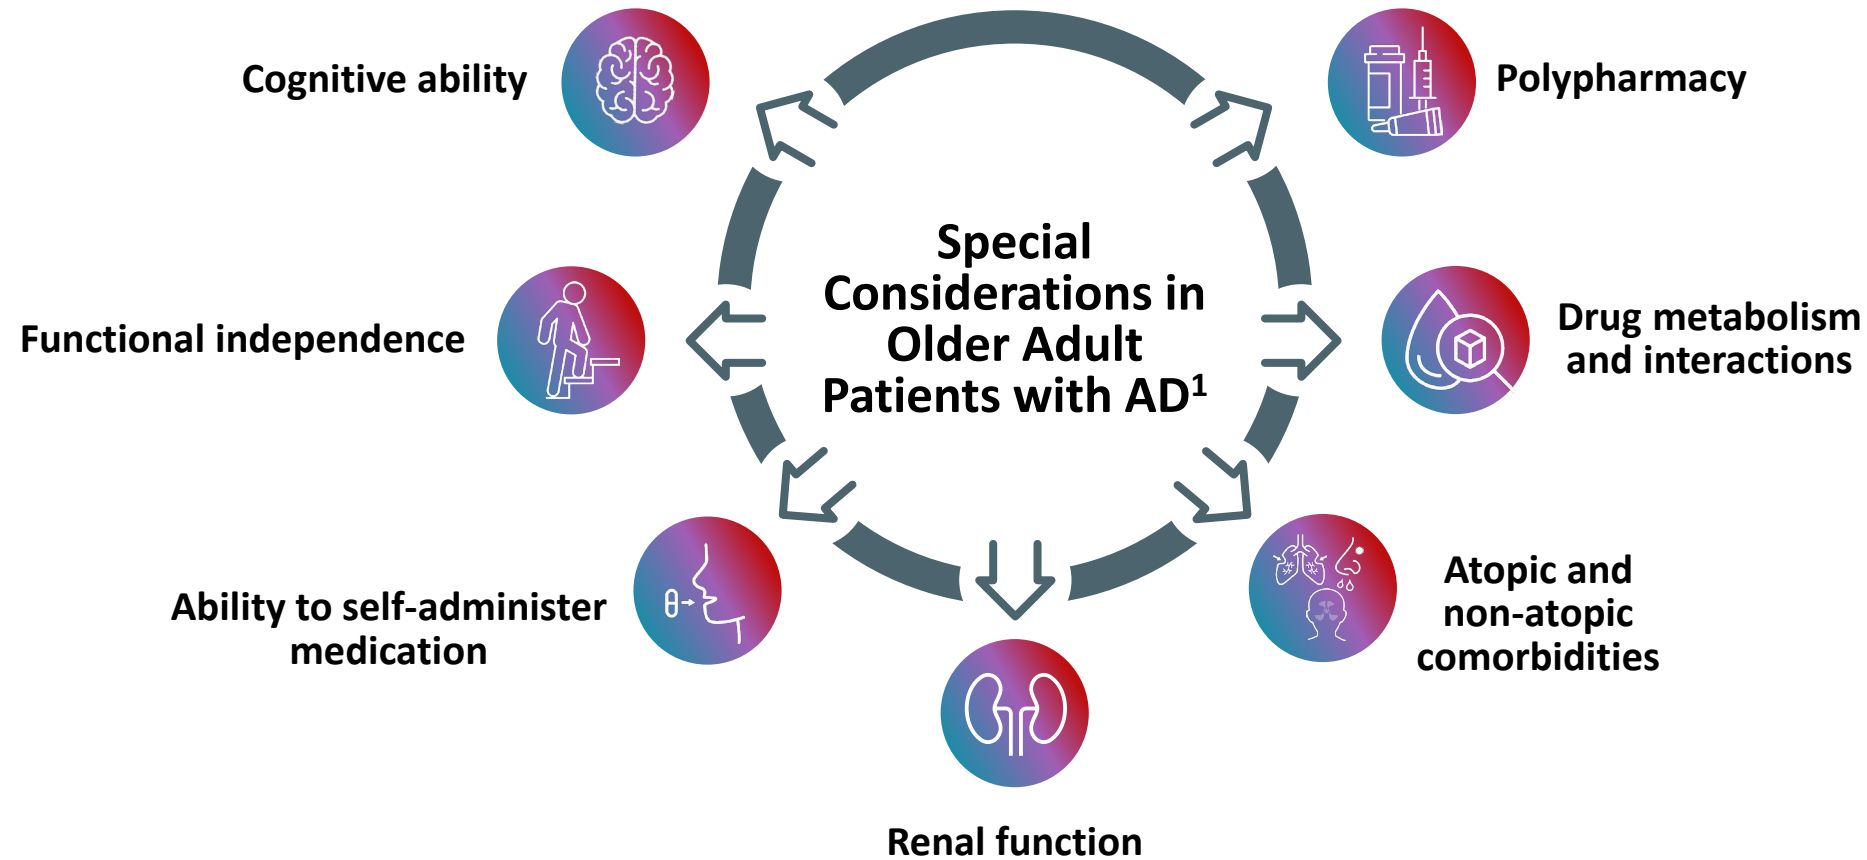 Cognitive ability
Polypharmacy
Special
Considerations in
Older Adult
Patients with AD¹
Functional independence
Drug metabolism
and interactions
Ability to self-administer
medication
Atopic and
non-atopic
comorbidities
Renal function